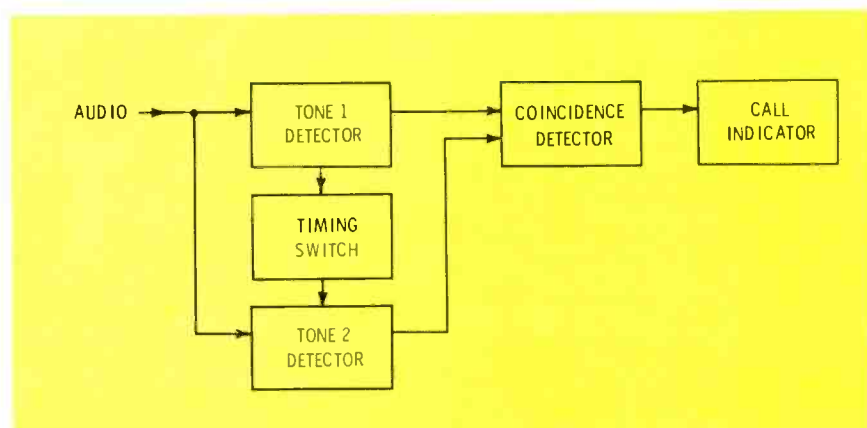 AUDIO
TONE 1
DETECTOR
TIMING
SWITCH
TONE 2
DETECTOR
COINCIDENCE
DETECTOR
CALL
INDICATOR